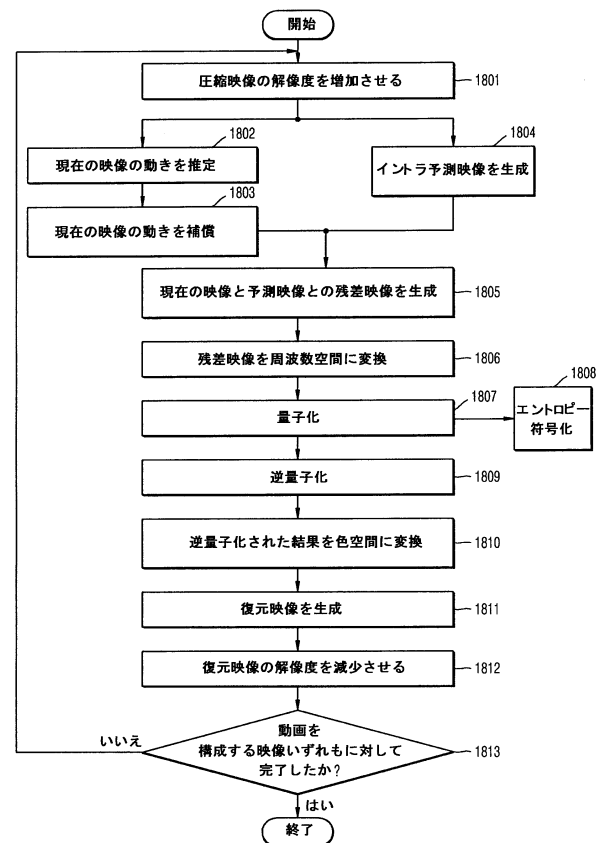 開始
圧縮映像の解像度を増加させる
1801
1802
現在の映像の動きを推定
1804
イントラ予測映像を生成
1803
現在の映像の動きを補償
現在の映像と予測映像との残差映像を生成
1805
残差映像を周波数空間に変換
1806
量子化
1807
1808
エントロピー
符号化
逆量子化
1809
逆量子化された結果を色空間に変換
1810
復元映像を生成
1811
復元映像の解像度を減少させる
1812
動画を
構成する映像いずれもに対して
完了したか?
1813
いいえ
はい
終了